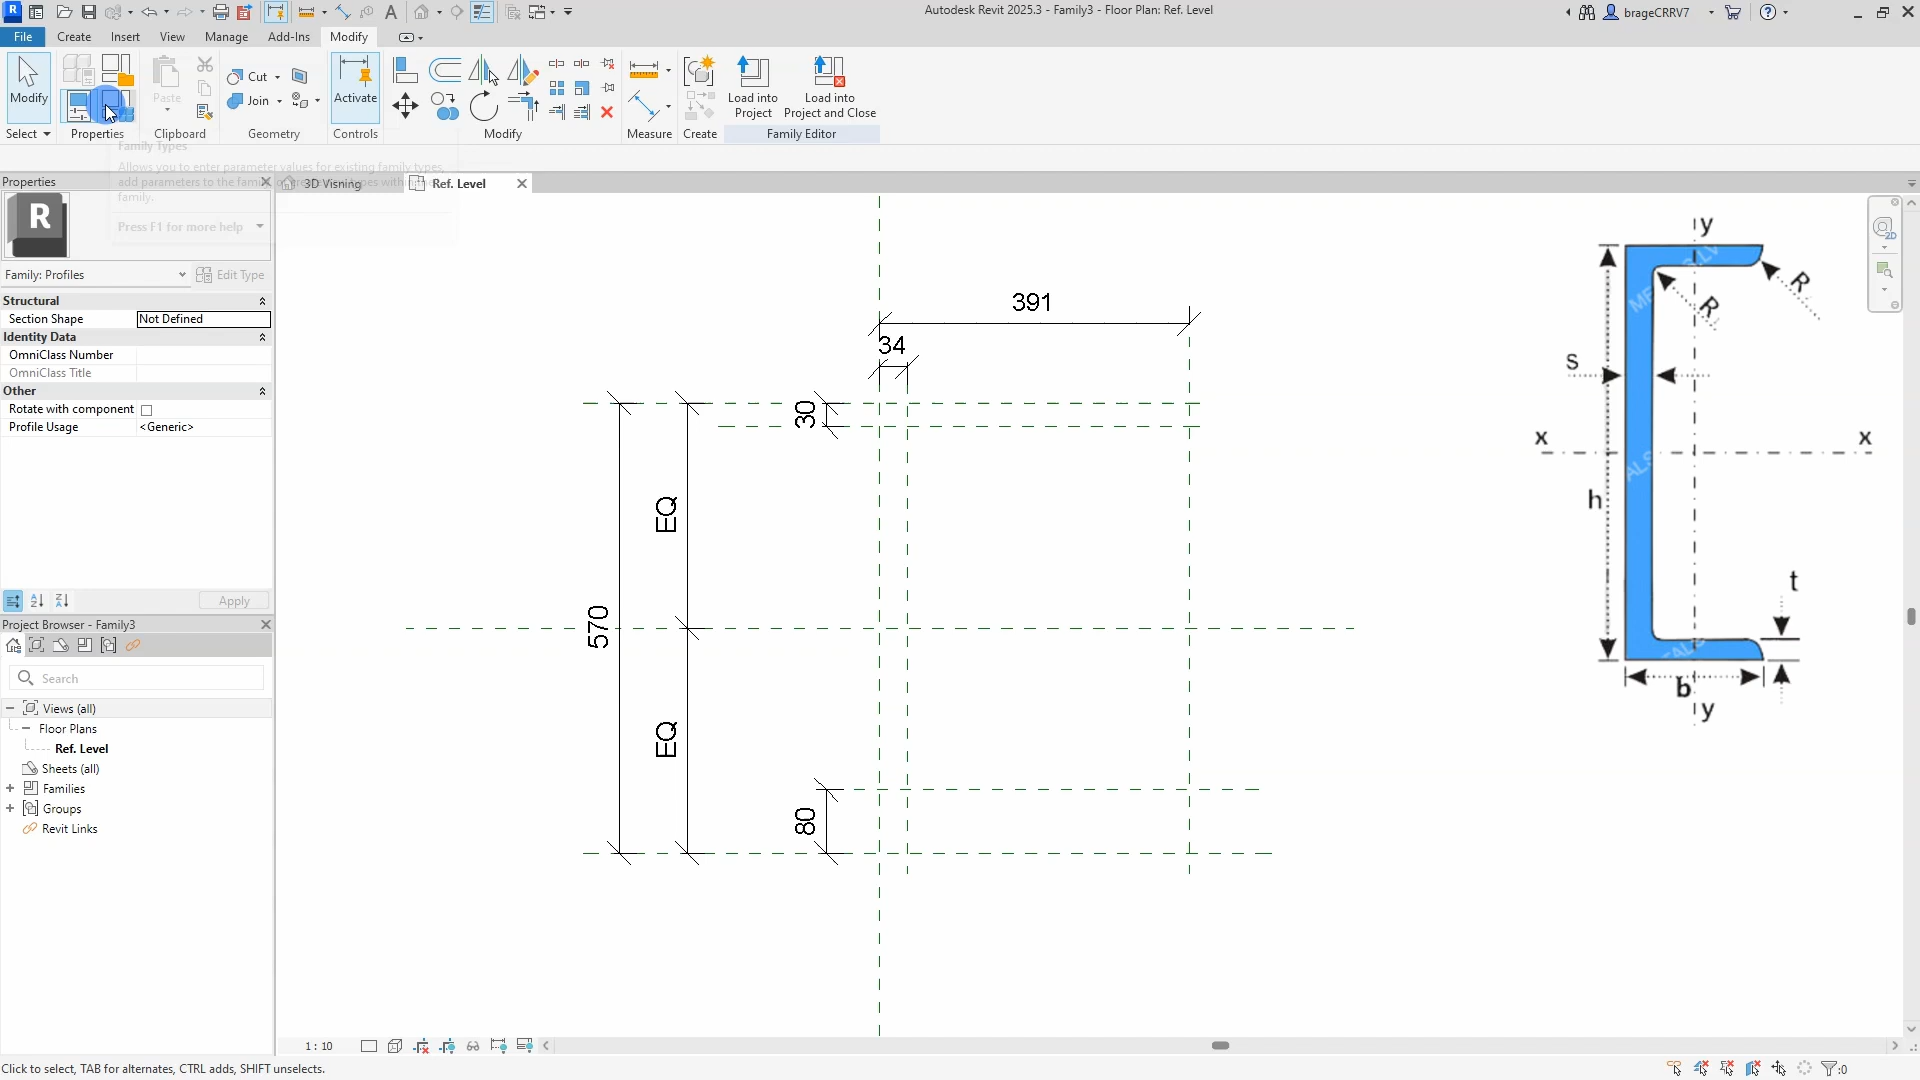 Autodesk Revit 2025.3 - Family3 - Floor Plan: Ref. Level
brageCRRV7
File
Create
Insert
View
Manage
Add-Ins
Modify
Modify
Paste
Cut
Join
Activate
Load into
Project
Load into
Project and Close
Select
Properties
Clipboard
Geometry
Controls
Modify
Measure
Create
Family Editor
Family Types
Allows you to enter parameter values for existing family types,
add parameters to the
family.
Press F1 for more help
Properties
3D Visning
Ref. Level
R
Family: Profiles
Edit Type
Structural
Section Shape
Not Defined
Identity Data
OmniClass Number
OmniClass Title
Other
Rotate with component
Profile Usage
<Generic>
Apply
Project Browser - Family3
Search
Views (all)
Floor Plans
Ref. Level
Sheets (all)
Families
Groups
Revit Links
391
34
30
EQ
570
EQ
80
y
R
R
s
x
x
h
t
b
y
2D
1 : 10
Click to select, TAB for alternates, CTRL adds, SHIFT unselects.
:0